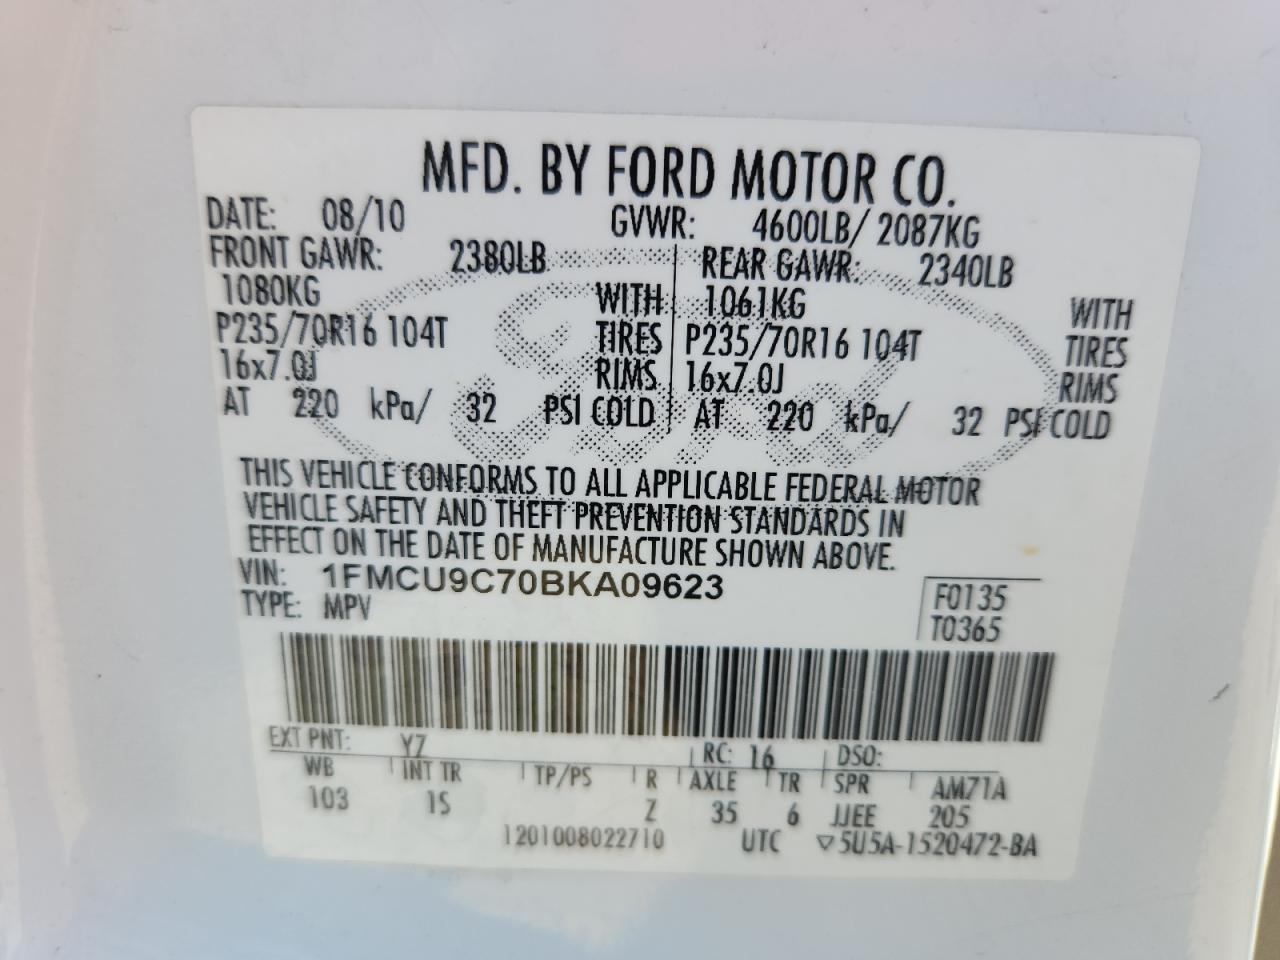 MFD. BY FORD MOTOR CO.
DATE: 08/10 GVWR: 4600LB/ 2087KG
FRONT GAWR: 2380LB REAR GAWR: 2340LB
1080KG WITH 1061KG WITH
P235/70R16 104T TIRES P235/70R16 104T TIRES
16x7.0J RIMS 16x7.0J RIMS
AT 220 kPa/ 32 PSI COLD AT 220 kPa/ 32 PSI COLD
Ford
THIS VEHICLE CONFORMS TO ALL APPLICABLE FEDERAL MOTOR
VEHICLE SAFETY AND THEFT PREVENTION STANDARDS IN
EFFECT ON THE DATE OF MANUFACTURE SHOWN ABOVE.
VIN: 1FMCU9C70BKA09623 F0135
TYPE: MPV T0365
EXT PNT: YZ RC: 16 DSO:
WB INT TR TP/PS R AXLE TR SPR AM71A
103 1S Z 35 6 JJEE 205
1201008022710 UTC ▽5U5A-1520472-BA